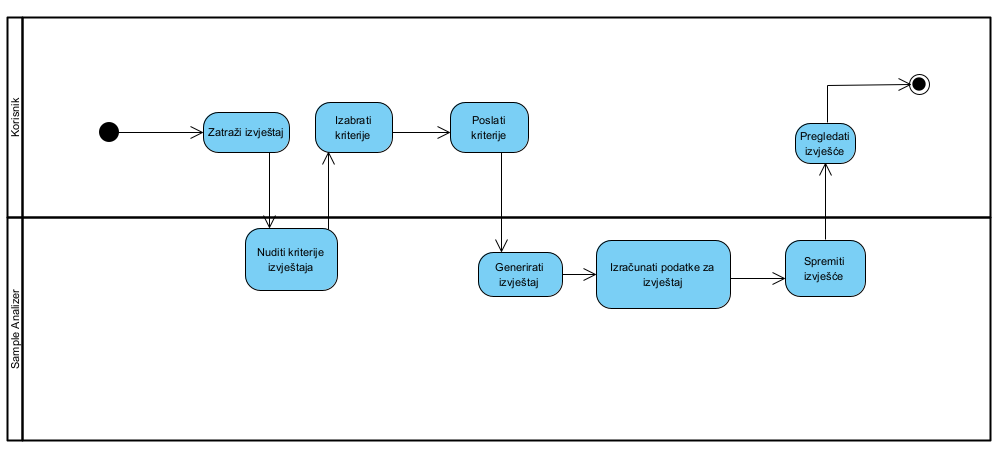 Korisnik
Zatraži izvještaj
Izabrati
kriterije
Poslati
kriterije
Pregledati
izvješće
Sample Analizer
Nuditi kriterije
izvještaja
Generirati
izvještaj
Izračunati podatke za
izvještaj
Spremiti
izvješće